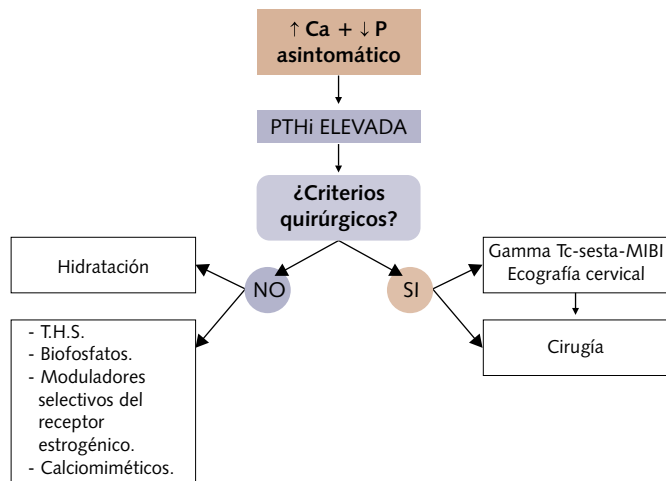 ↑ Ca + ↓ P
asintomático
PTHi ELEVADA
¿Criterios
quirúrgicos?
Hidratación
NO
SI
Gamma Tc-sesta-MIBI
Ecografía cervical
- T.H.S.
- Biofosfatos.
- Moduladores
selectivos del
receptor
estrogénico.
- Calciomiméticos.
Cirugía